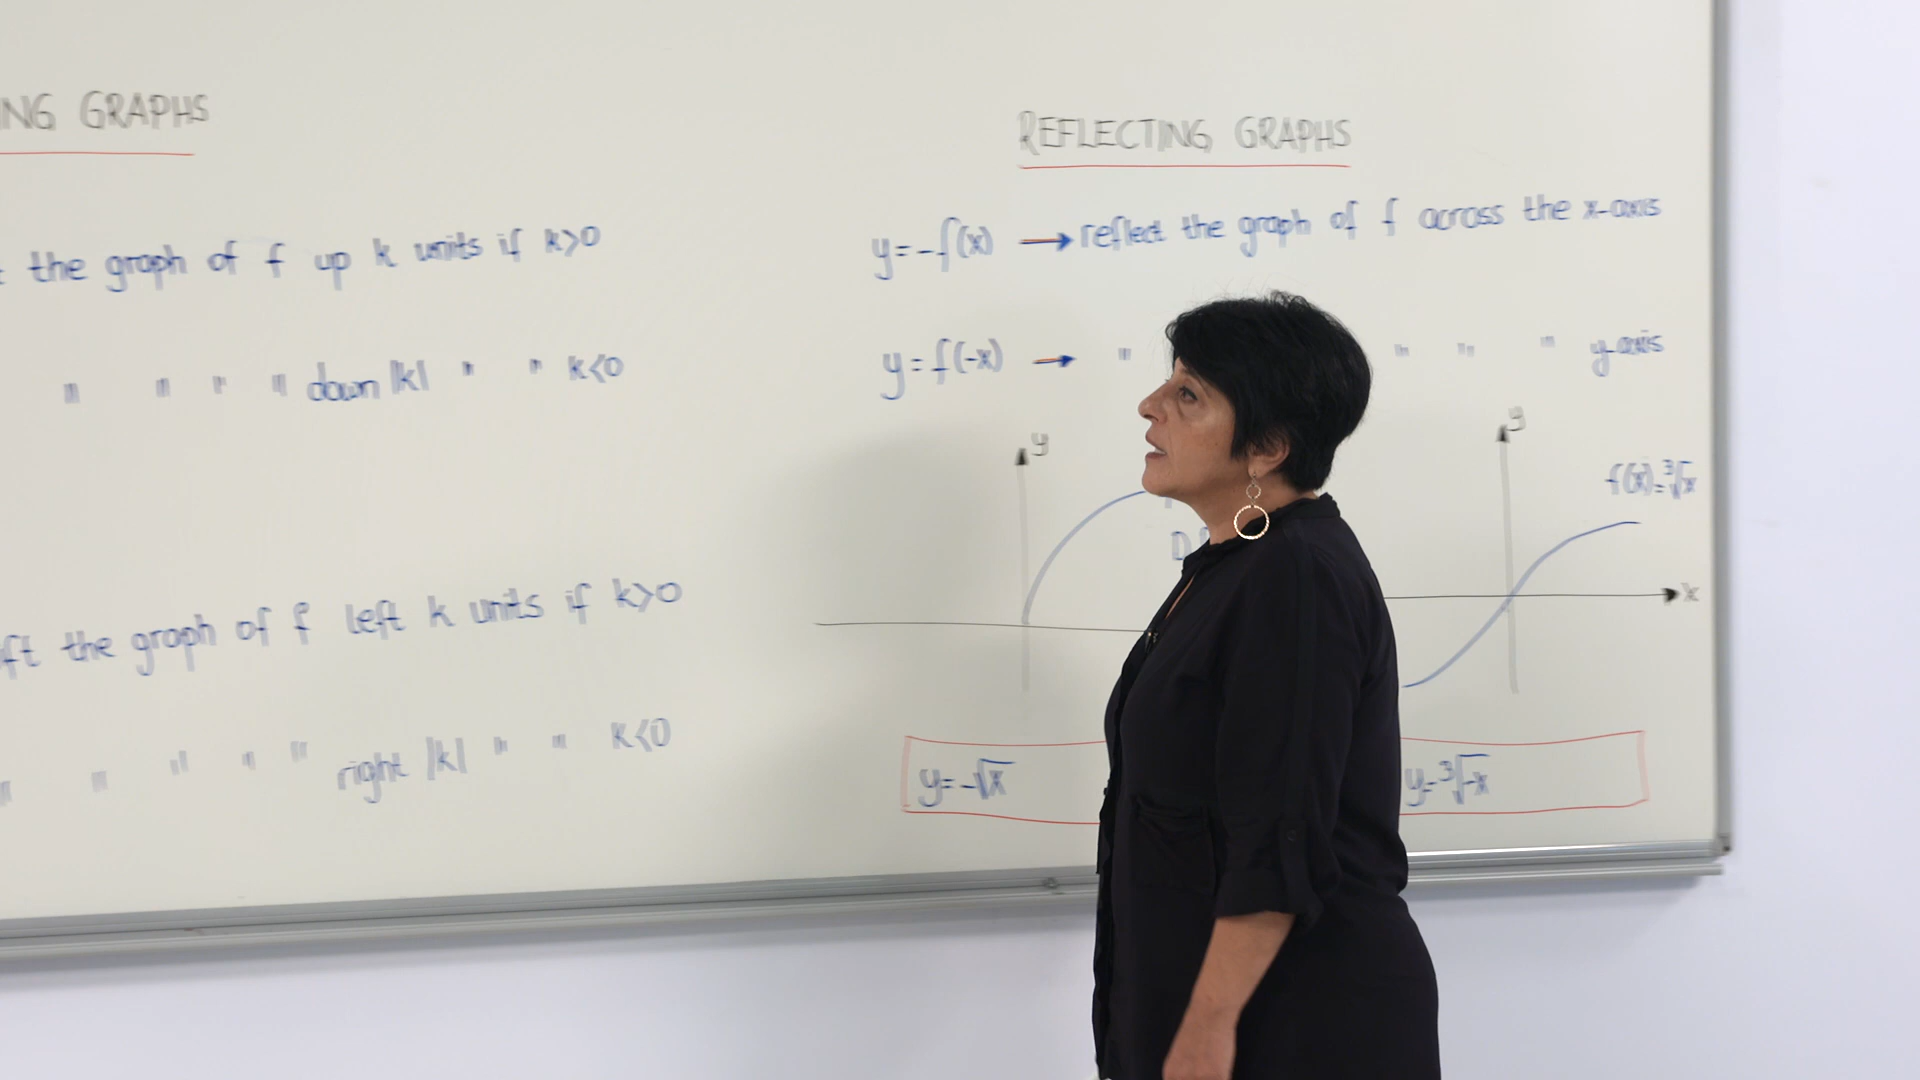 NG GRAPHS
the graph of f up k units if k>0
" " " " down |k| " " k<0
the graph of f left k units if k>0
" " " " " right |k| " " k<0
REFLECTING GRAPHS
y=-f(x) → reflect the graph of f across the x-axis
y=f(-x) → " " " " y-axis
y
y
f(x)=∛x
x
y=-√x
y=∛-x